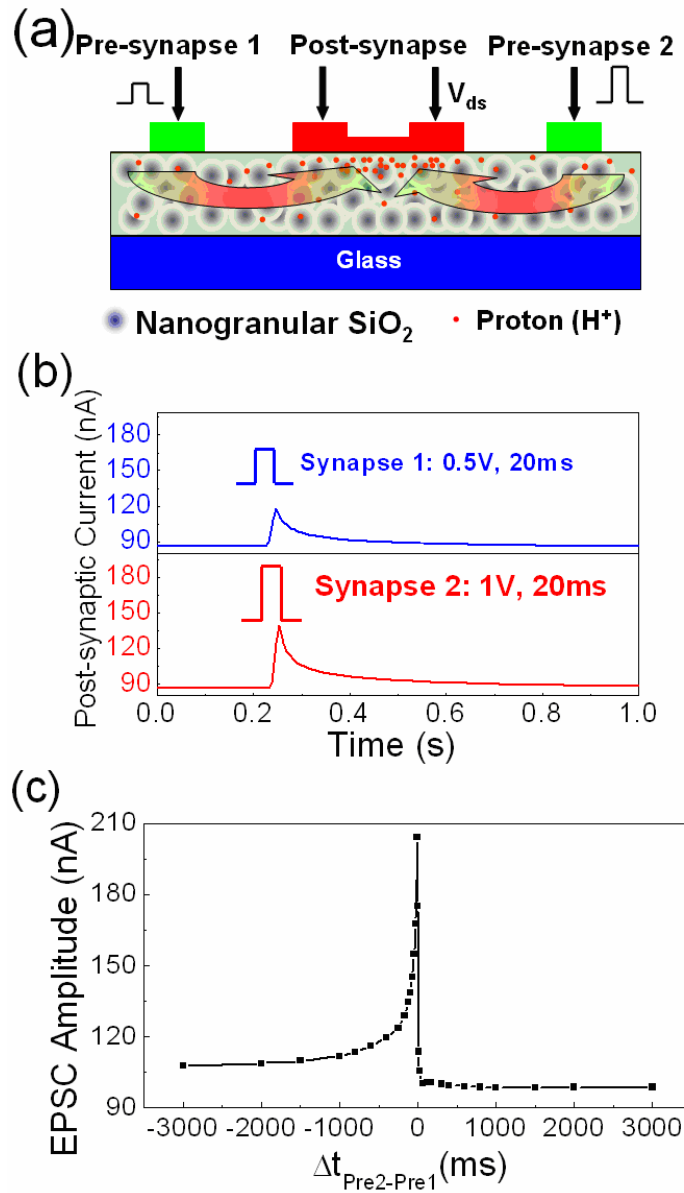 (a)
Pre-synapse 1 Post-synapse Pre-synapse 2
V_ds
Glass
Nanogranular SiO₂ Proton (H⁺)
(b)
Post-synaptic Current (nA)
180
150
120
90
Synapse 1: 0.5V, 20ms
180
150
120
90
Synapse 2: 1V, 20ms
0.0 0.2 0.4 0.6 0.8 1.0
Time (s)
(c)
EPSC Amplitude (nA)
210
180
150
120
90
-3000 -2000 -1000 0 1000 2000 3000
Δt_Pre2-Pre1 (ms)